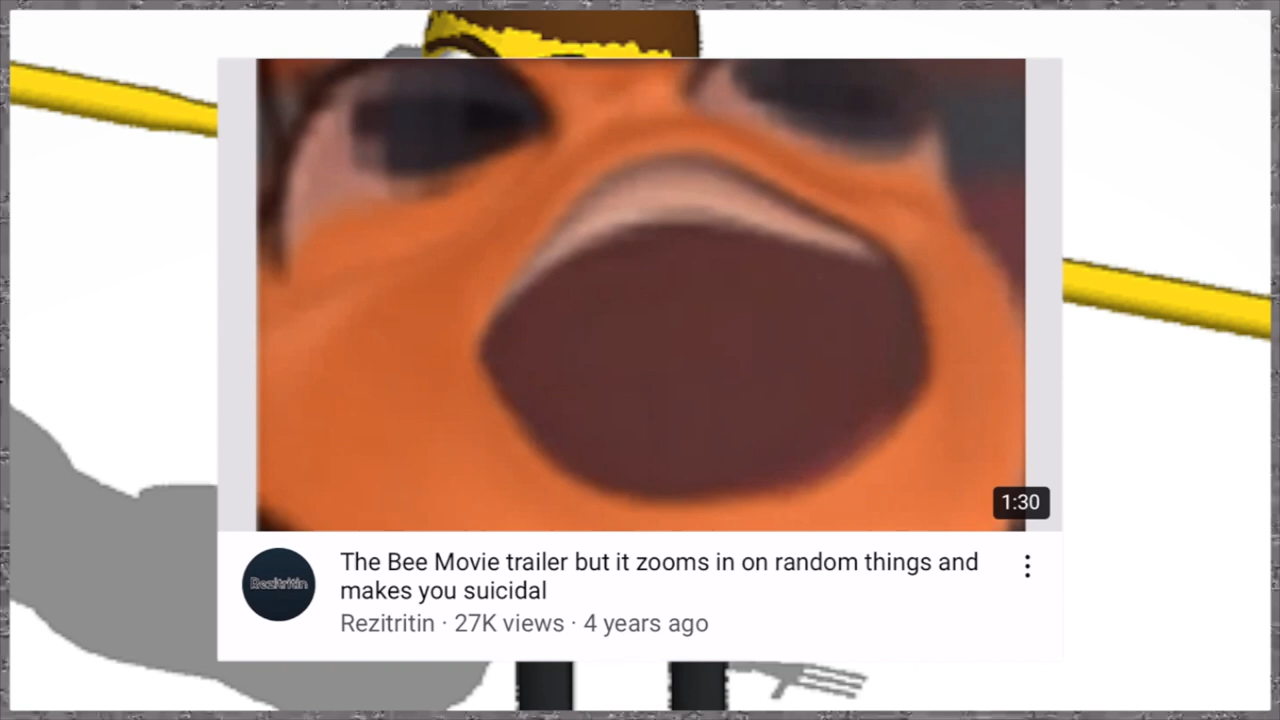 1:30
The Bee Movie trailer but it zooms in on random things and
makes you suicidal
Rezitritin
Rezitritin · 27K views · 4 years ago